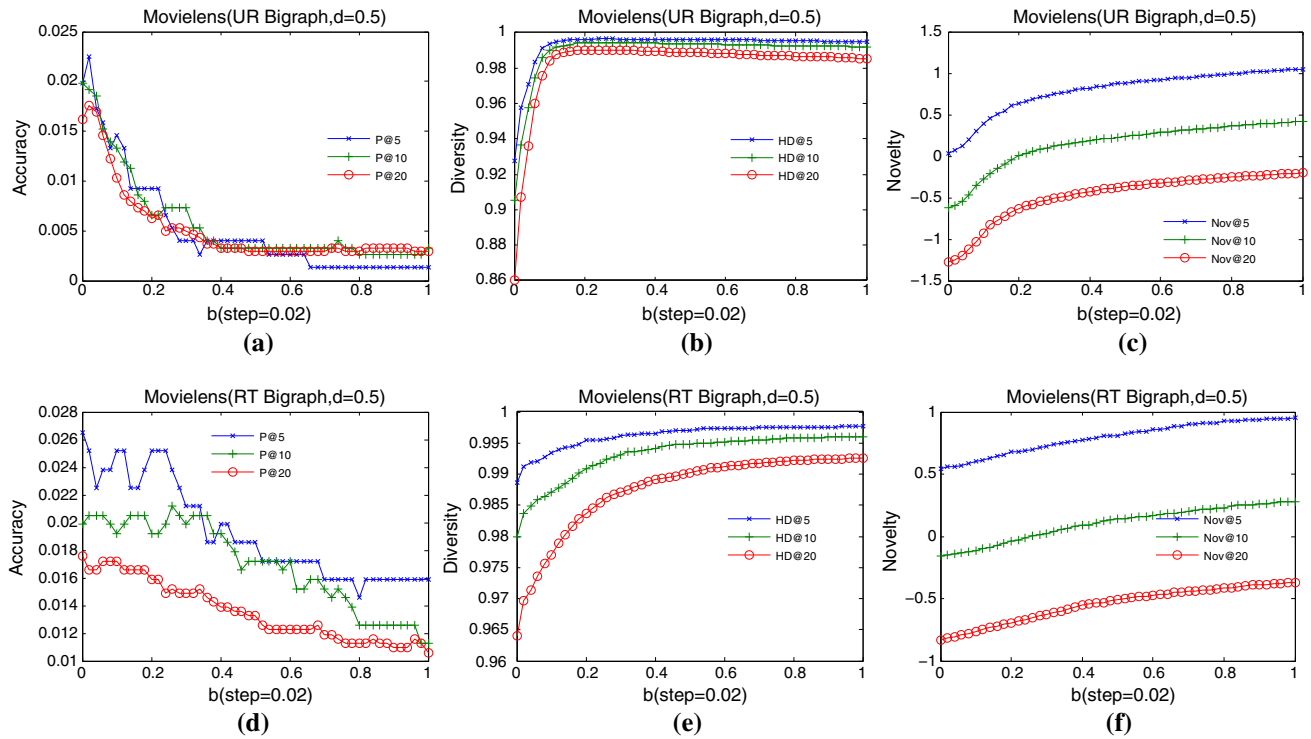 Movielens(UR Bigraph,d=0.5)
Accuracy
0.025
0.02
0.015
0.01
0.005
0
P@5
P@10
P@20
0 0.2 0.4 0.6 0.8 1
b(step=0.02)
(a)
Movielens(UR Bigraph,d=0.5)
Diversity
1
0.98
0.96
0.94
0.92
0.9
0.88
0.86
HD@5
HD@10
HD@20
0 0.2 0.4 0.6 0.8 1
b(step=0.02)
(b)
Movielens(UR Bigraph,d=0.5)
Novelty
1.5
1
0.5
0
−0.5
−1
−1.5
Nov@5
Nov@10
Nov@20
0 0.2 0.4 0.6 0.8 1
b(step=0.02)
(c)
Movielens(RT Bigraph,d=0.5)
Accuracy
0.028
0.026
0.024
0.022
0.02
0.018
0.016
0.014
0.012
0.01
P@5
P@10
P@20
0 0.2 0.4 0.6 0.8 1
b(step=0.02)
(d)
Movielens(RT Bigraph,d=0.5)
Diversity
1
0.995
0.99
0.985
0.98
0.975
0.97
0.965
0.96
HD@5
HD@10
HD@20
0 0.2 0.4 0.6 0.8 1
b(step=0.02)
(e)
Movielens(RT Bigraph,d=0.5)
Novelty
1
0.5
0
−0.5
−1
Nov@5
Nov@10
Nov@20
0 0.2 0.4 0.6 0.8 1
b(step=0.02)
(f)